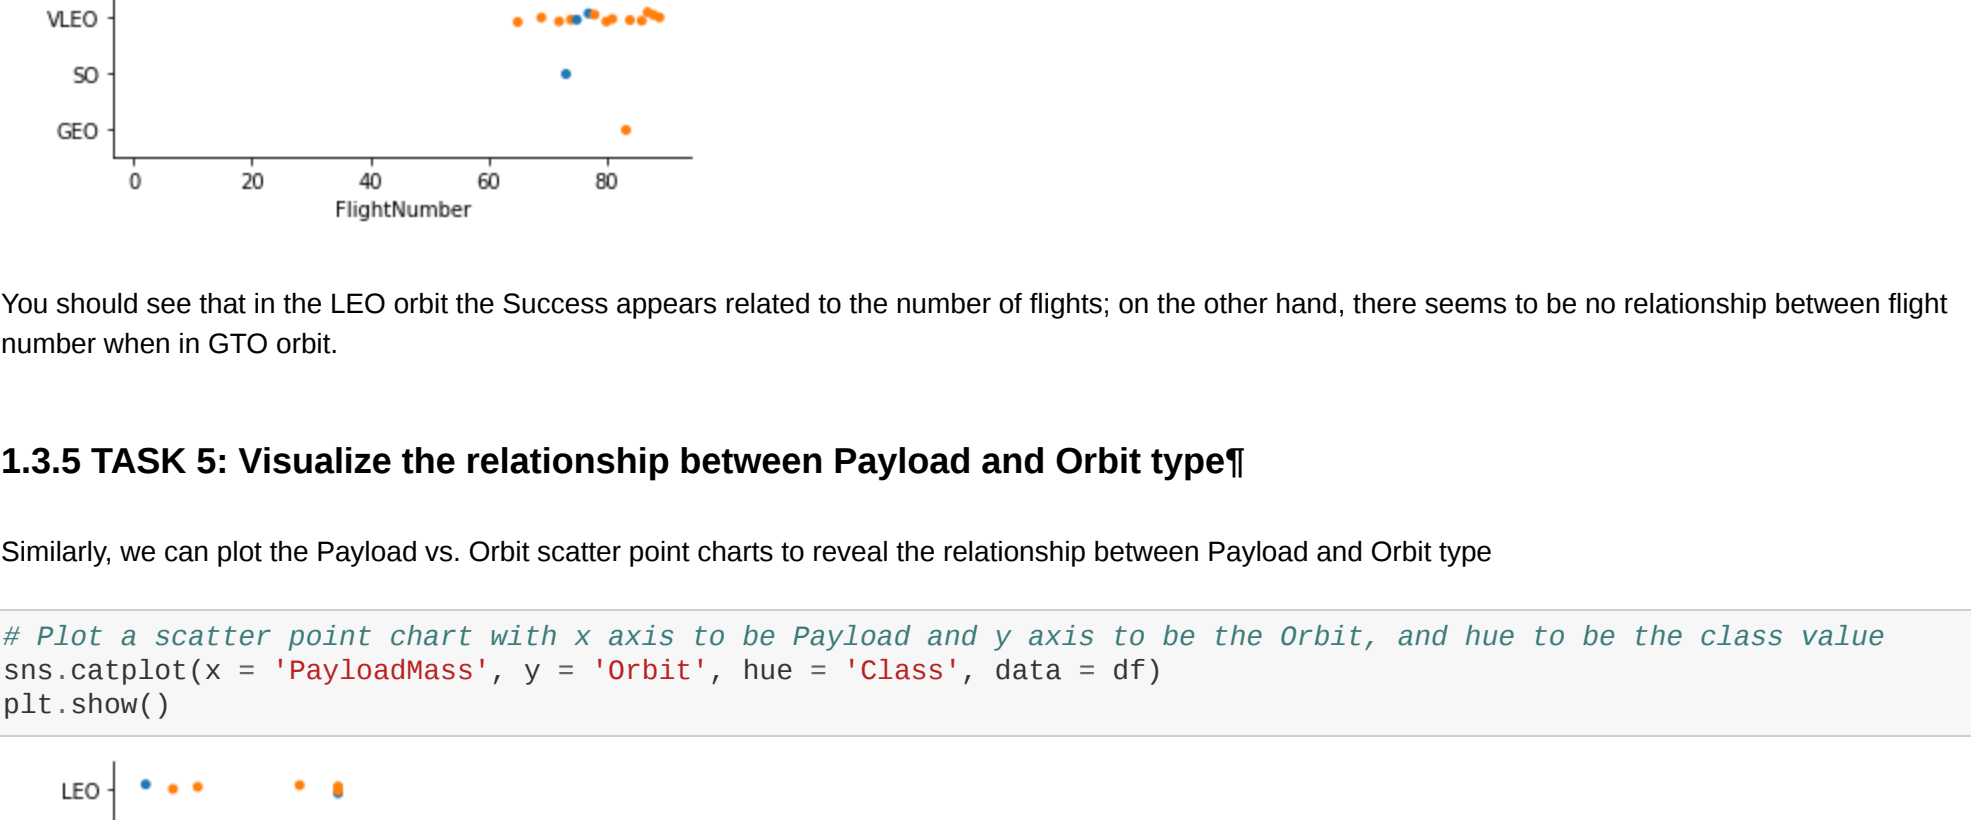 VLEO
SO
GEO
0 20 40 60 80
FlightNumber
You should see that in the LEO orbit the Success appears related to the number of flights; on the other hand, there seems to be no relationship between flight
number when in GTO orbit.
1.3.5 TASK 5: Visualize the relationship between Payload and Orbit type¶
Similarly, we can plot the Payload vs. Orbit scatter point charts to reveal the relationship between Payload and Orbit type
# Plot a scatter point chart with x axis to be Payload and y axis to be the Orbit, and hue to be the class value
sns.catplot(x = 'PayloadMass', y = 'Orbit', hue = 'Class', data = df)
plt.show()
LEO